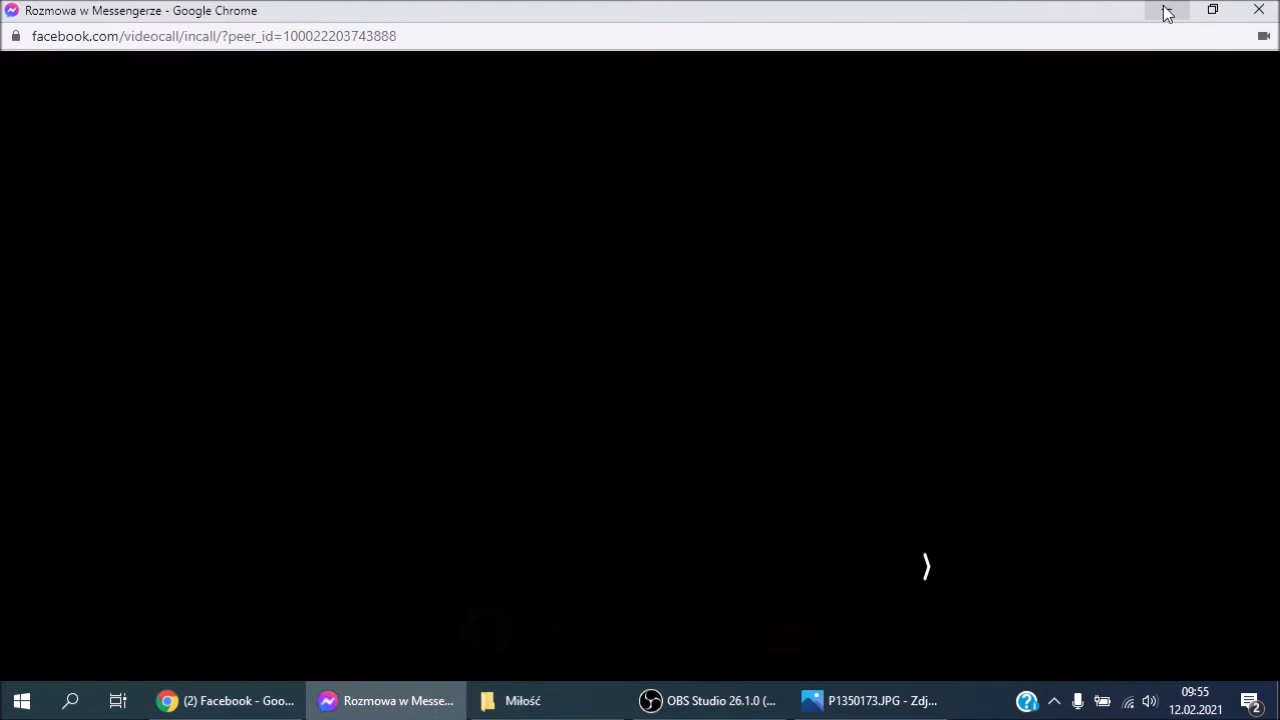 Rozmowa w Messengerze - Google Chrome
facebook.com/videocall/incall/?peer_id=100022203743888
(2) Facebook - Goo...
Rozmowa w Messe...
Miłość
OBS Studio 26.1.0 (...
P1350173.JPG - Zdj...
09:55
12.02.2021
2